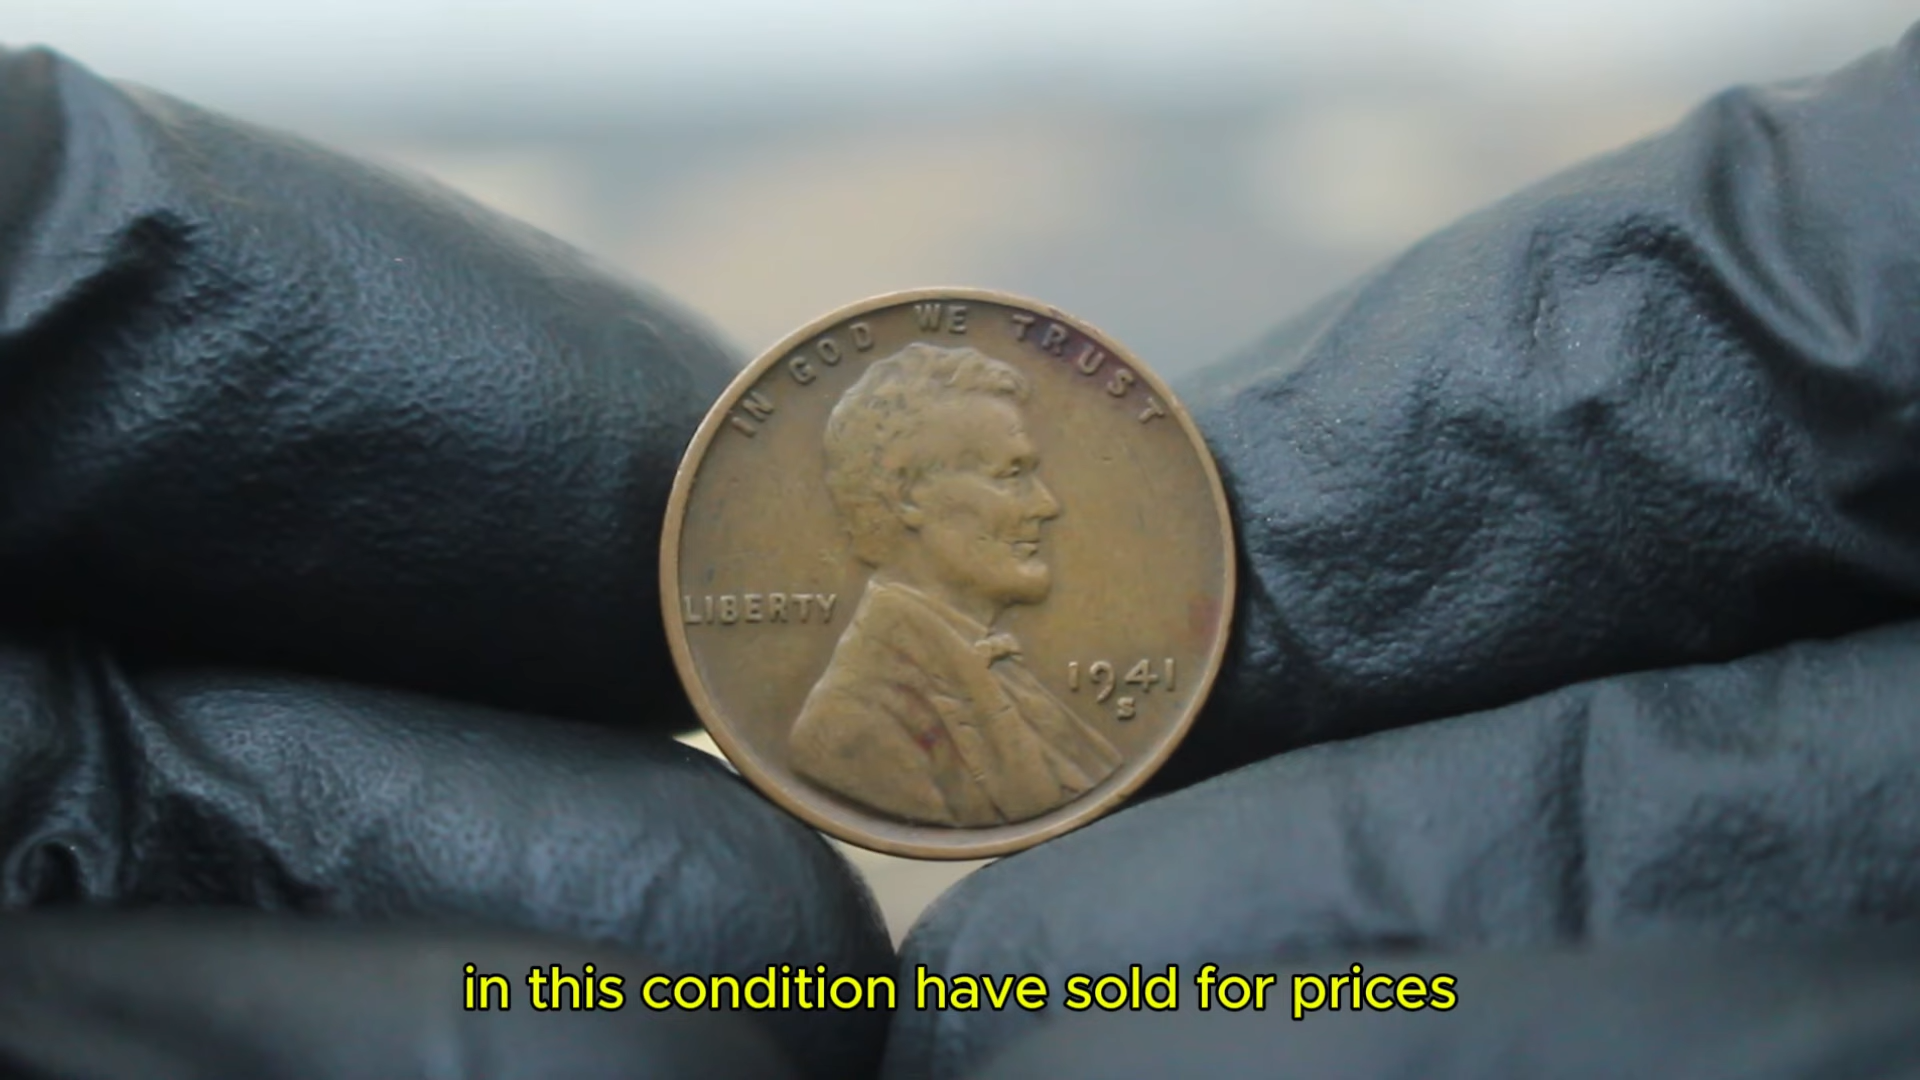 IN GOD WE TRUST
LIBERTY
1941
S
in this condition have sold for prices